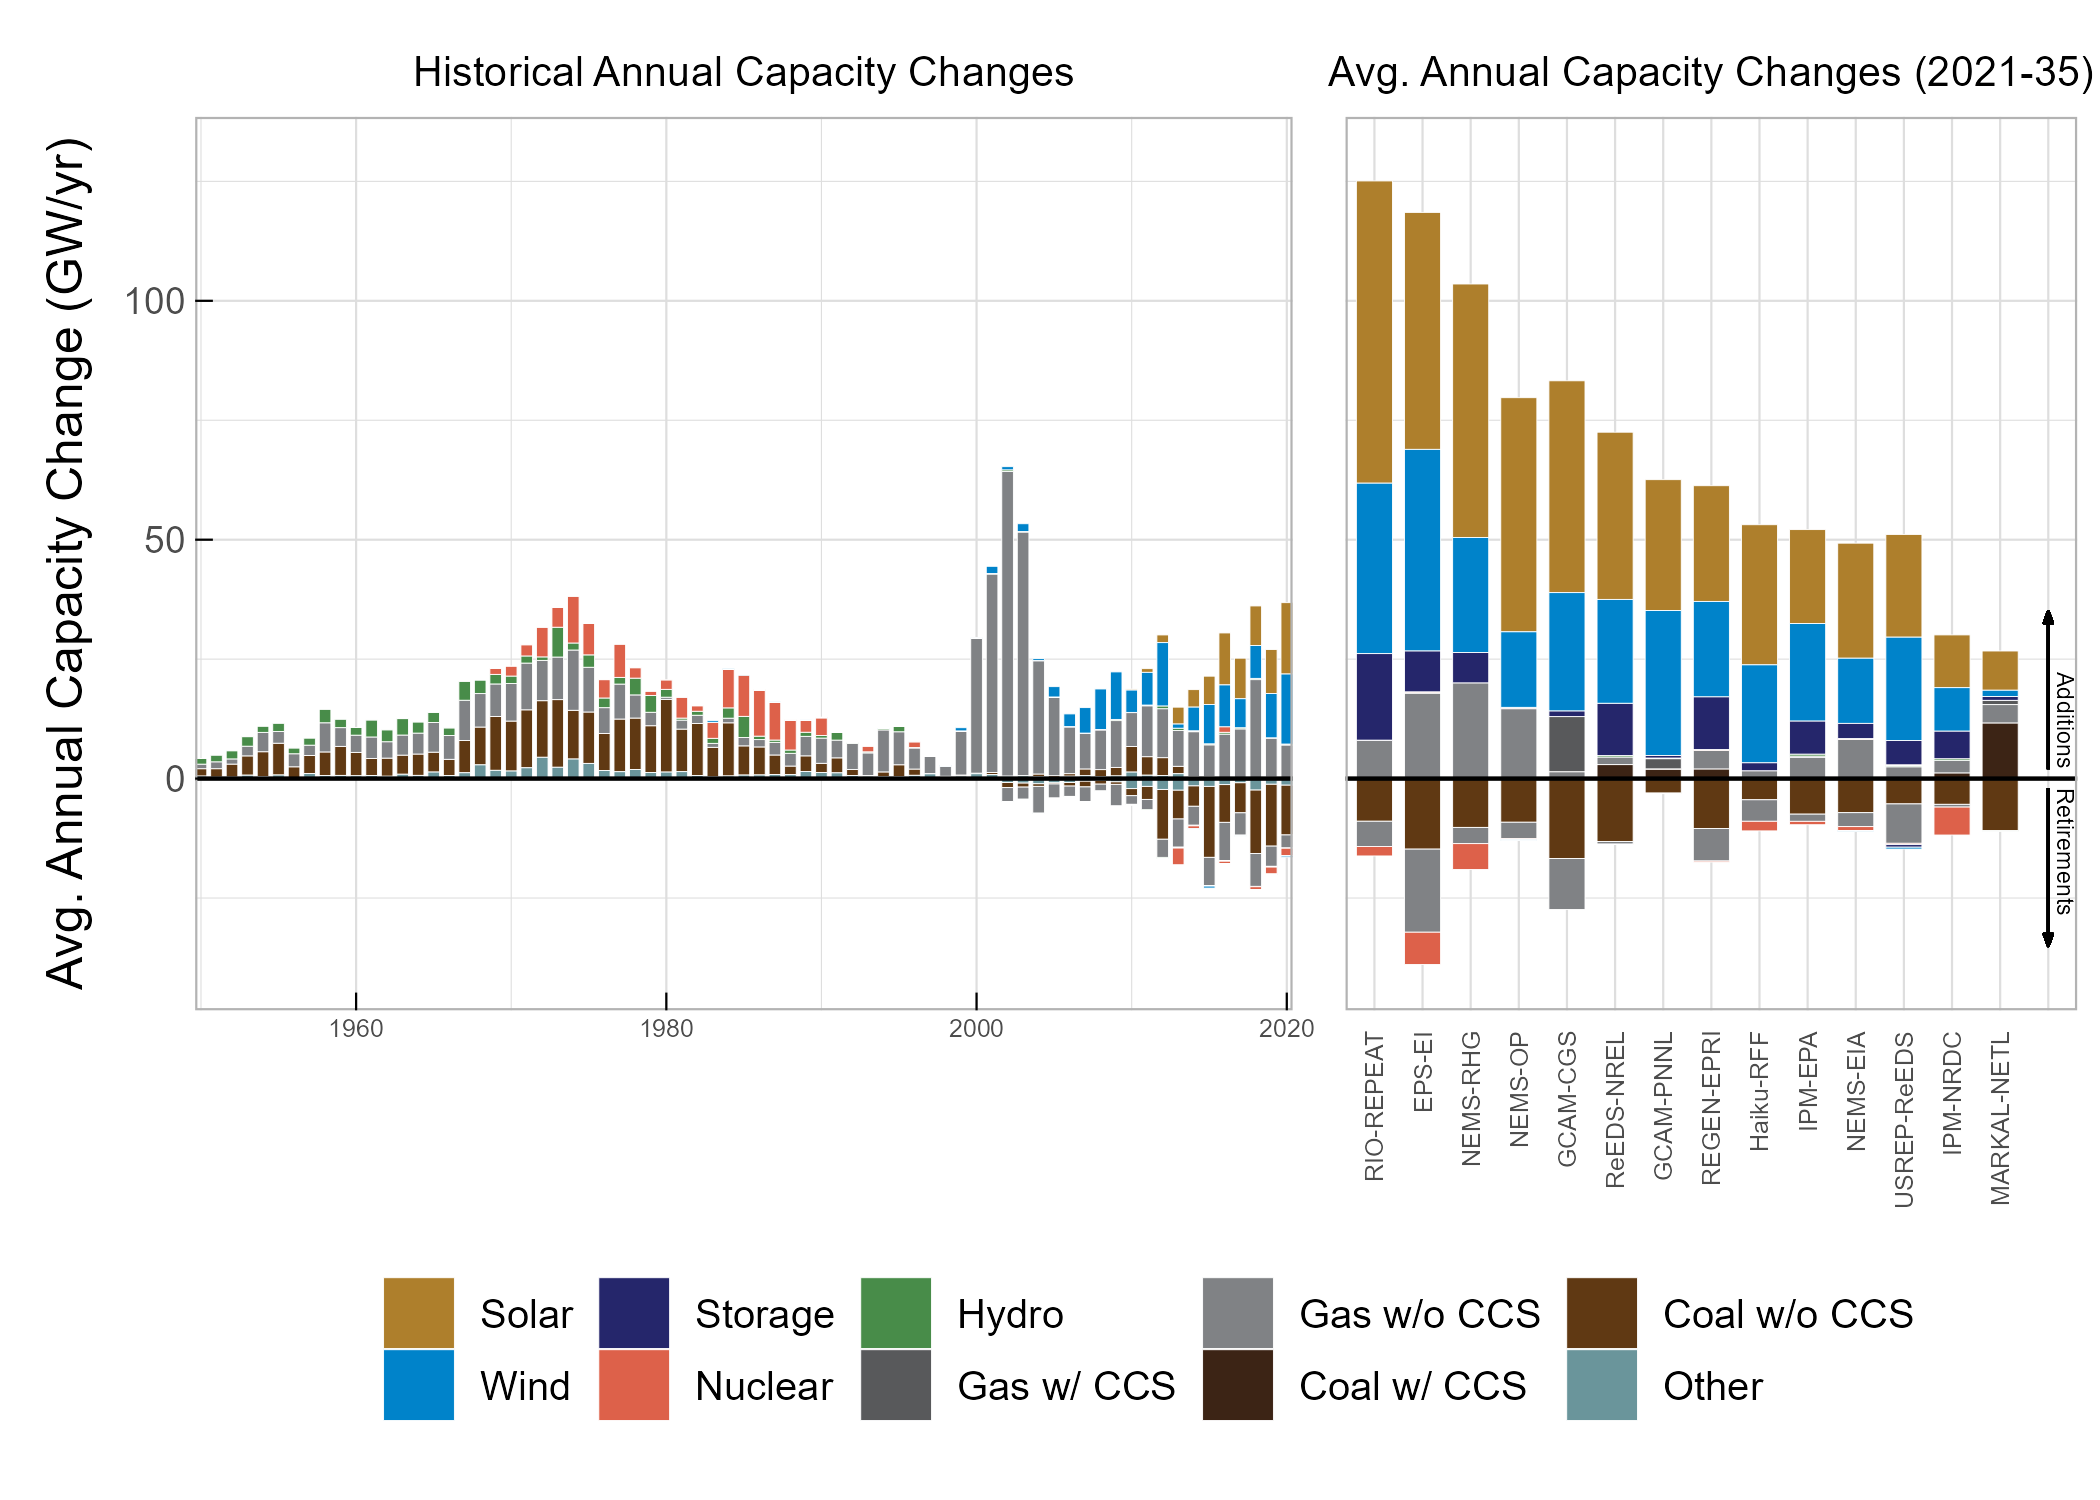 Historical Annual Capacity Changes
Avg. Annual Capacity Changes (2021-35)
Avg. Annual Capacity Change (GW/yr)
100
50
0
1960
1980
2000
2020
Additions
Retirements
RIO-REPEAT
EPS-EI
NEMS-RHG
NEMS-OP
GCAM-CGS
ReEDS-NREL
GCAM-PNNL
REGEN-EPRI
Haiku-RFF
IPM-EPA
NEMS-EIA
USREP-ReEDS
IPM-NRDC
MARKAL-NETL
Solar
Storage
Hydro
Gas w/o CCS
Coal w/o CCS
Wind
Nuclear
Gas w/ CCS
Coal w/ CCS
Other